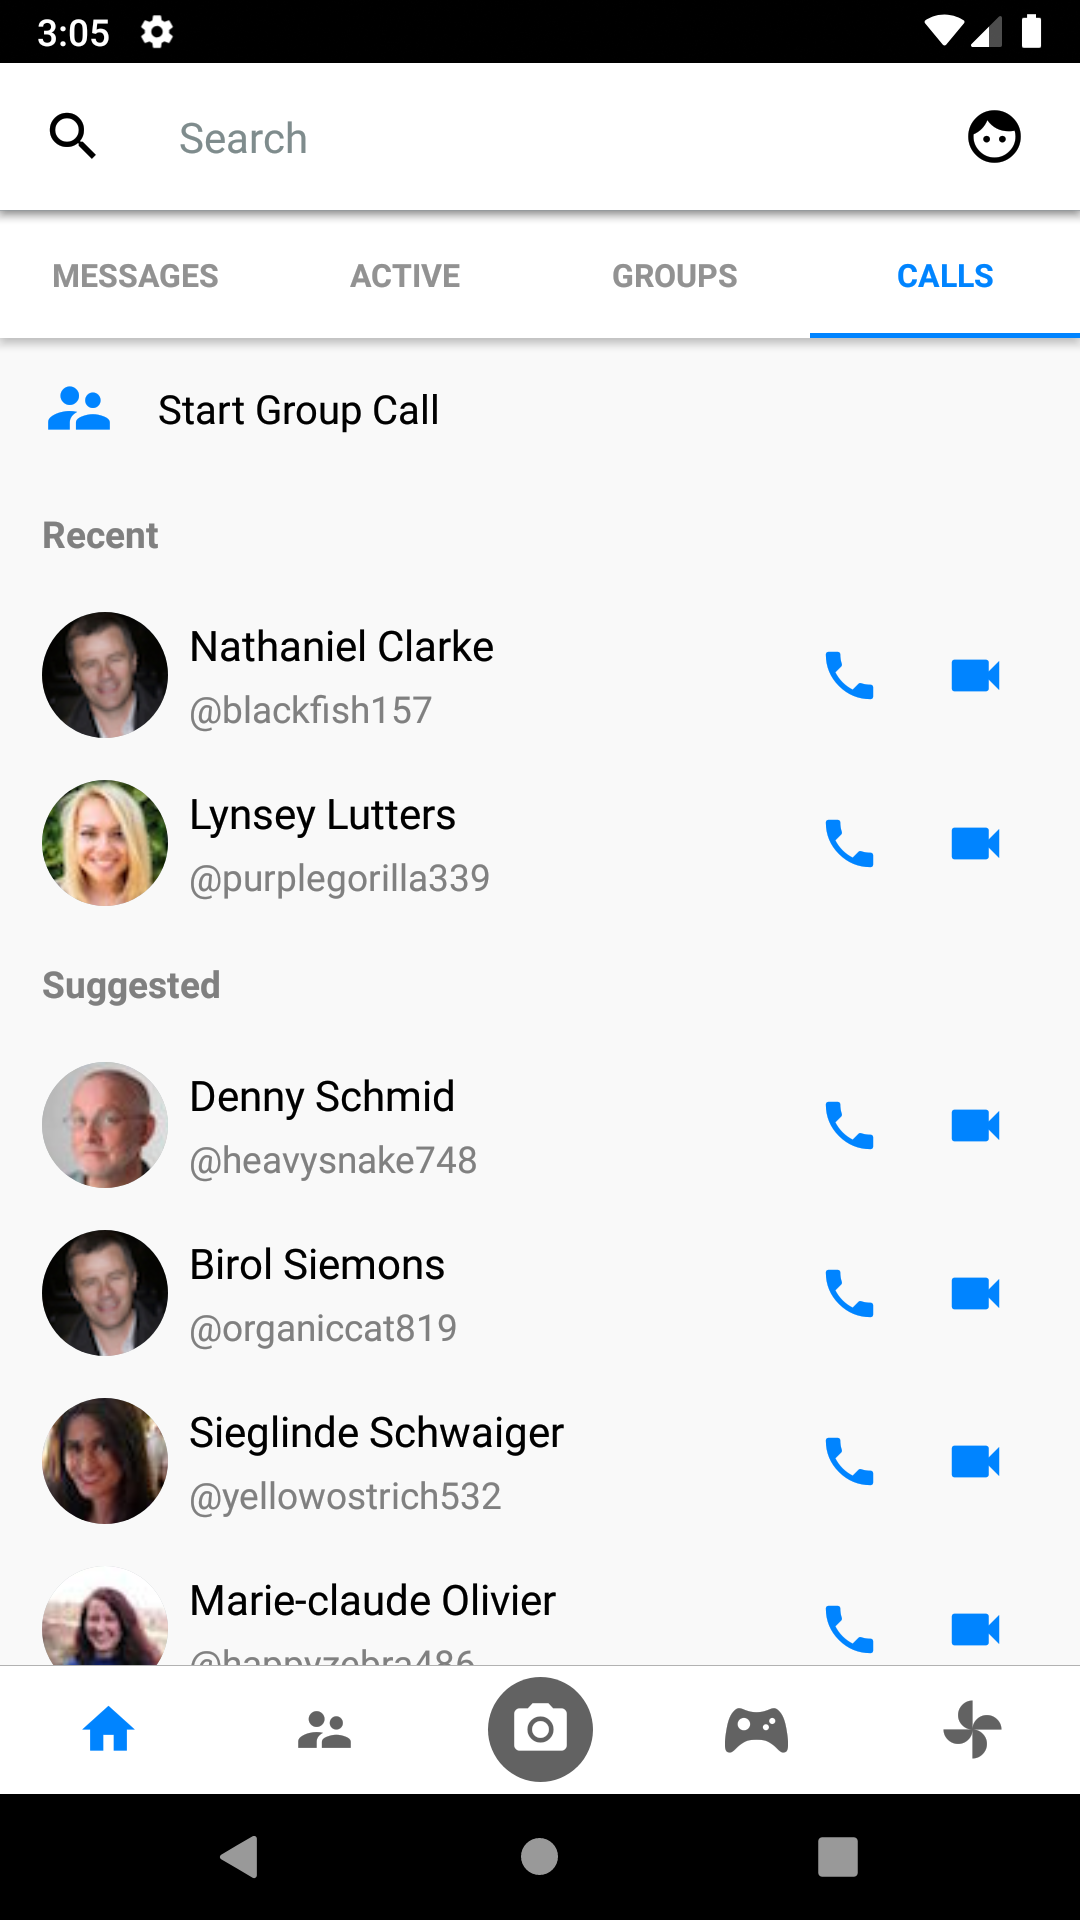 3:05
Search
MESSAGES ACTIVE GROUPS CALLS
Start Group Call
Recent
Nathaniel Clarke
@blackfish157
Lynsey Lutters
@purplegorilla339
Suggested
Denny Schmid
@heavysnake748
Birol Siemons
@organiccat819
Sieglinde Schwaiger
@yellowostrich532
Marie-claude Olivier
@happyzebra486